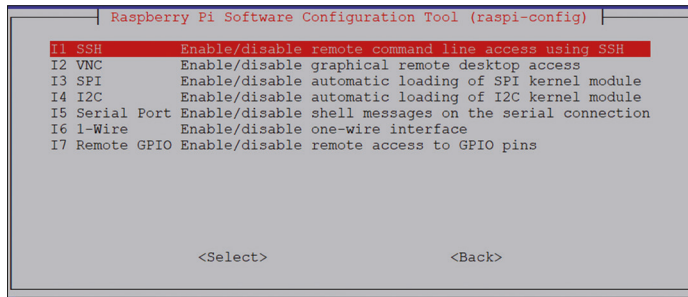 Raspberry Pi Software Configuration Tool (raspi-config)
I1 SSH Enable/disable remote command line access using SSH
I2 VNC Enable/disable graphical remote desktop access
I3 SPI Enable/disable automatic loading of SPI kernel module
I4 I2C Enable/disable automatic loading of I2C kernel module
I5 Serial Port Enable/disable shell messages on the serial connection
I6 1-Wire Enable/disable one-wire interface
I7 Remote GPIO Enable/disable remote access to GPIO pins
<Select> <Back>